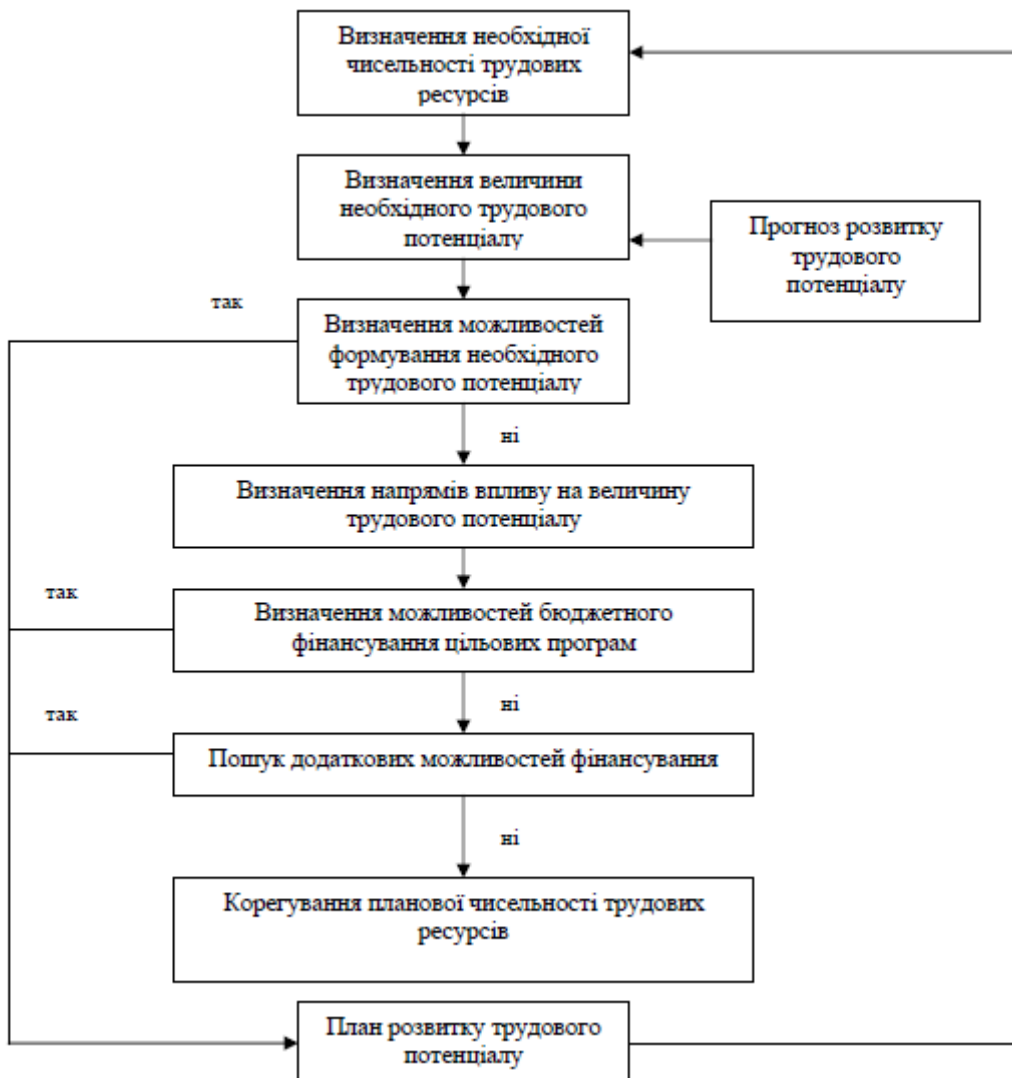 Визначення необхідної
чисельності трудових
ресурсів
Визначення величини
необхідного трудового
потенціалу
Прогноз розвитку
трудового
потенціалу
так
Визначення можливостей
формування необхідного
трудового потенціалу
ні
Визначення напрямів впливу на величину
трудового потенціалу
так
Визначення можливостей бюджетного
фінансування цільових програм
ні
так
Пошук додаткових можливостей фінансування
ні
Корегування планової чисельності трудових
ресурсів
План розвитку трудового
потенціалу